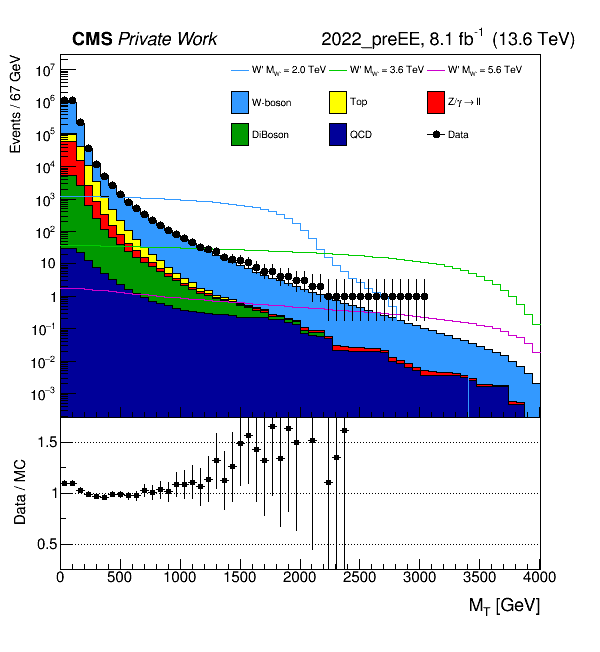 CMS Private Work 2022_preEE, 8.1 fb⁻¹ (13.6 TeV)
Events / 67 GeV
W' M_W' = 2.0 TeV W' M_W' = 3.6 TeV W' M_W' = 5.6 TeV
W-boson Top Z/γ → ll
DiBoson QCD Data
10⁷
10⁶
10⁵
10⁴
10³
10²
10
1
10⁻¹
10⁻²
10⁻³
Data / MC
1.5
1
0.5
0 500 1000 1500 2000 2500 3000 3500 4000
M_T [GeV]